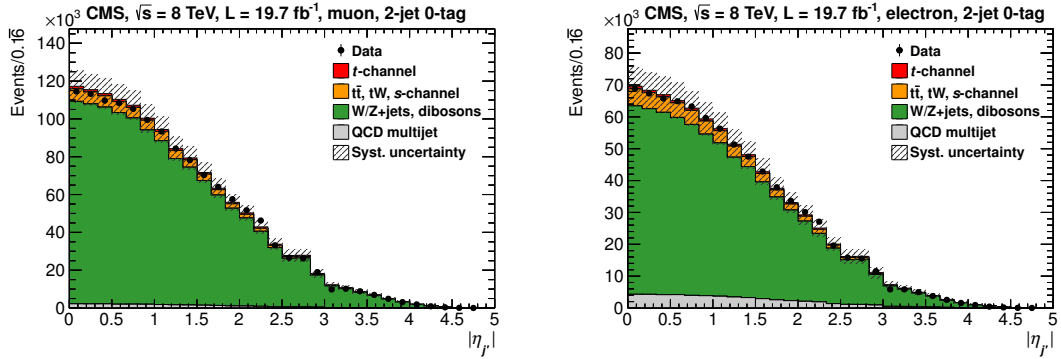 CMS, √s = 8 TeV, L = 19.7 fb⁻¹, muon, 2-jet 0-tag
×10³
Events/0.16̅
140
120
100
80
60
40
20
0
Data
t-channel
tt̄, tW, s-channel
W/Z+jets, dibosons
QCD multijet
Syst. uncertainty
0 0.5 1 1.5 2 2.5 3 3.5 4 4.5 5
|η_j'|
CMS, √s = 8 TeV, L = 19.7 fb⁻¹, electron, 2-jet 0-tag
×10³
Events/0.16̅
80
70
60
50
40
30
20
10
0
Data
t-channel
tt̄, tW, s-channel
W/Z+jets, dibosons
QCD multijet
Syst. uncertainty
0 0.5 1 1.5 2 2.5 3 3.5 4 4.5 5
|η_j'|